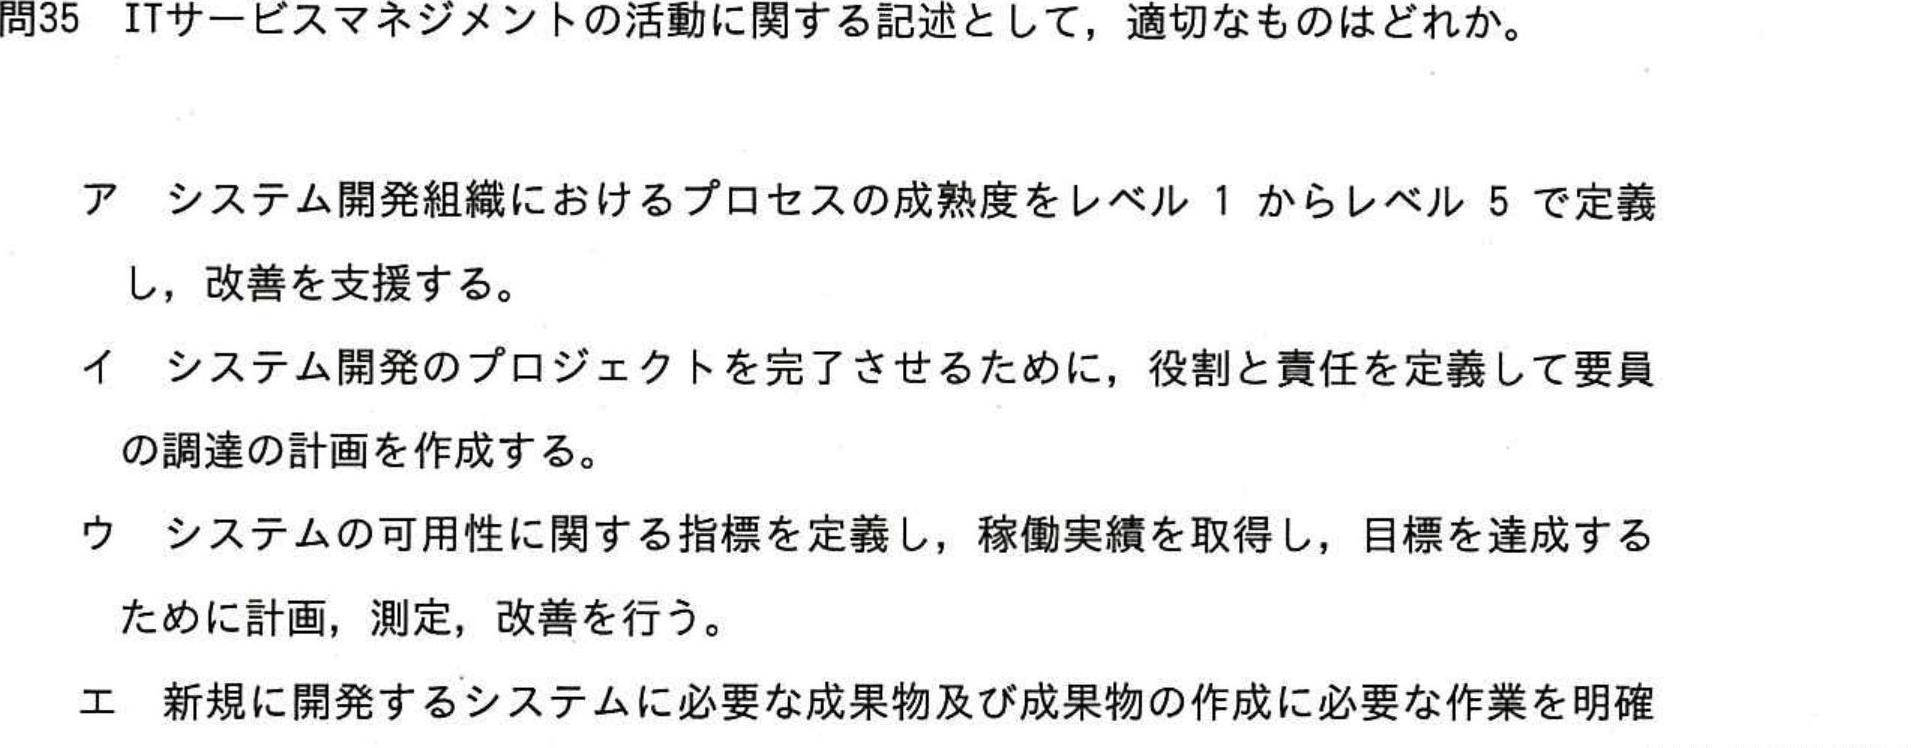 問35 ITサービスマネジメントの活動に関する記述として，適切なものはどれか。
ア システム開発組織におけるプロセスの成熟度をレベル 1 からレベル 5 で定義
し，改善を支援する。
イ システム開発のプロジェクトを完了させるために，役割と責任を定義して要員
の調達の計画を作成する。
ウ システムの可用性に関する指標を定義し，稼働実績を取得し，目標を達成する
ために計画，測定，改善を行う。
エ 新規に開発するシステムに必要な成果物及び成果物の作成に必要な作業を明確